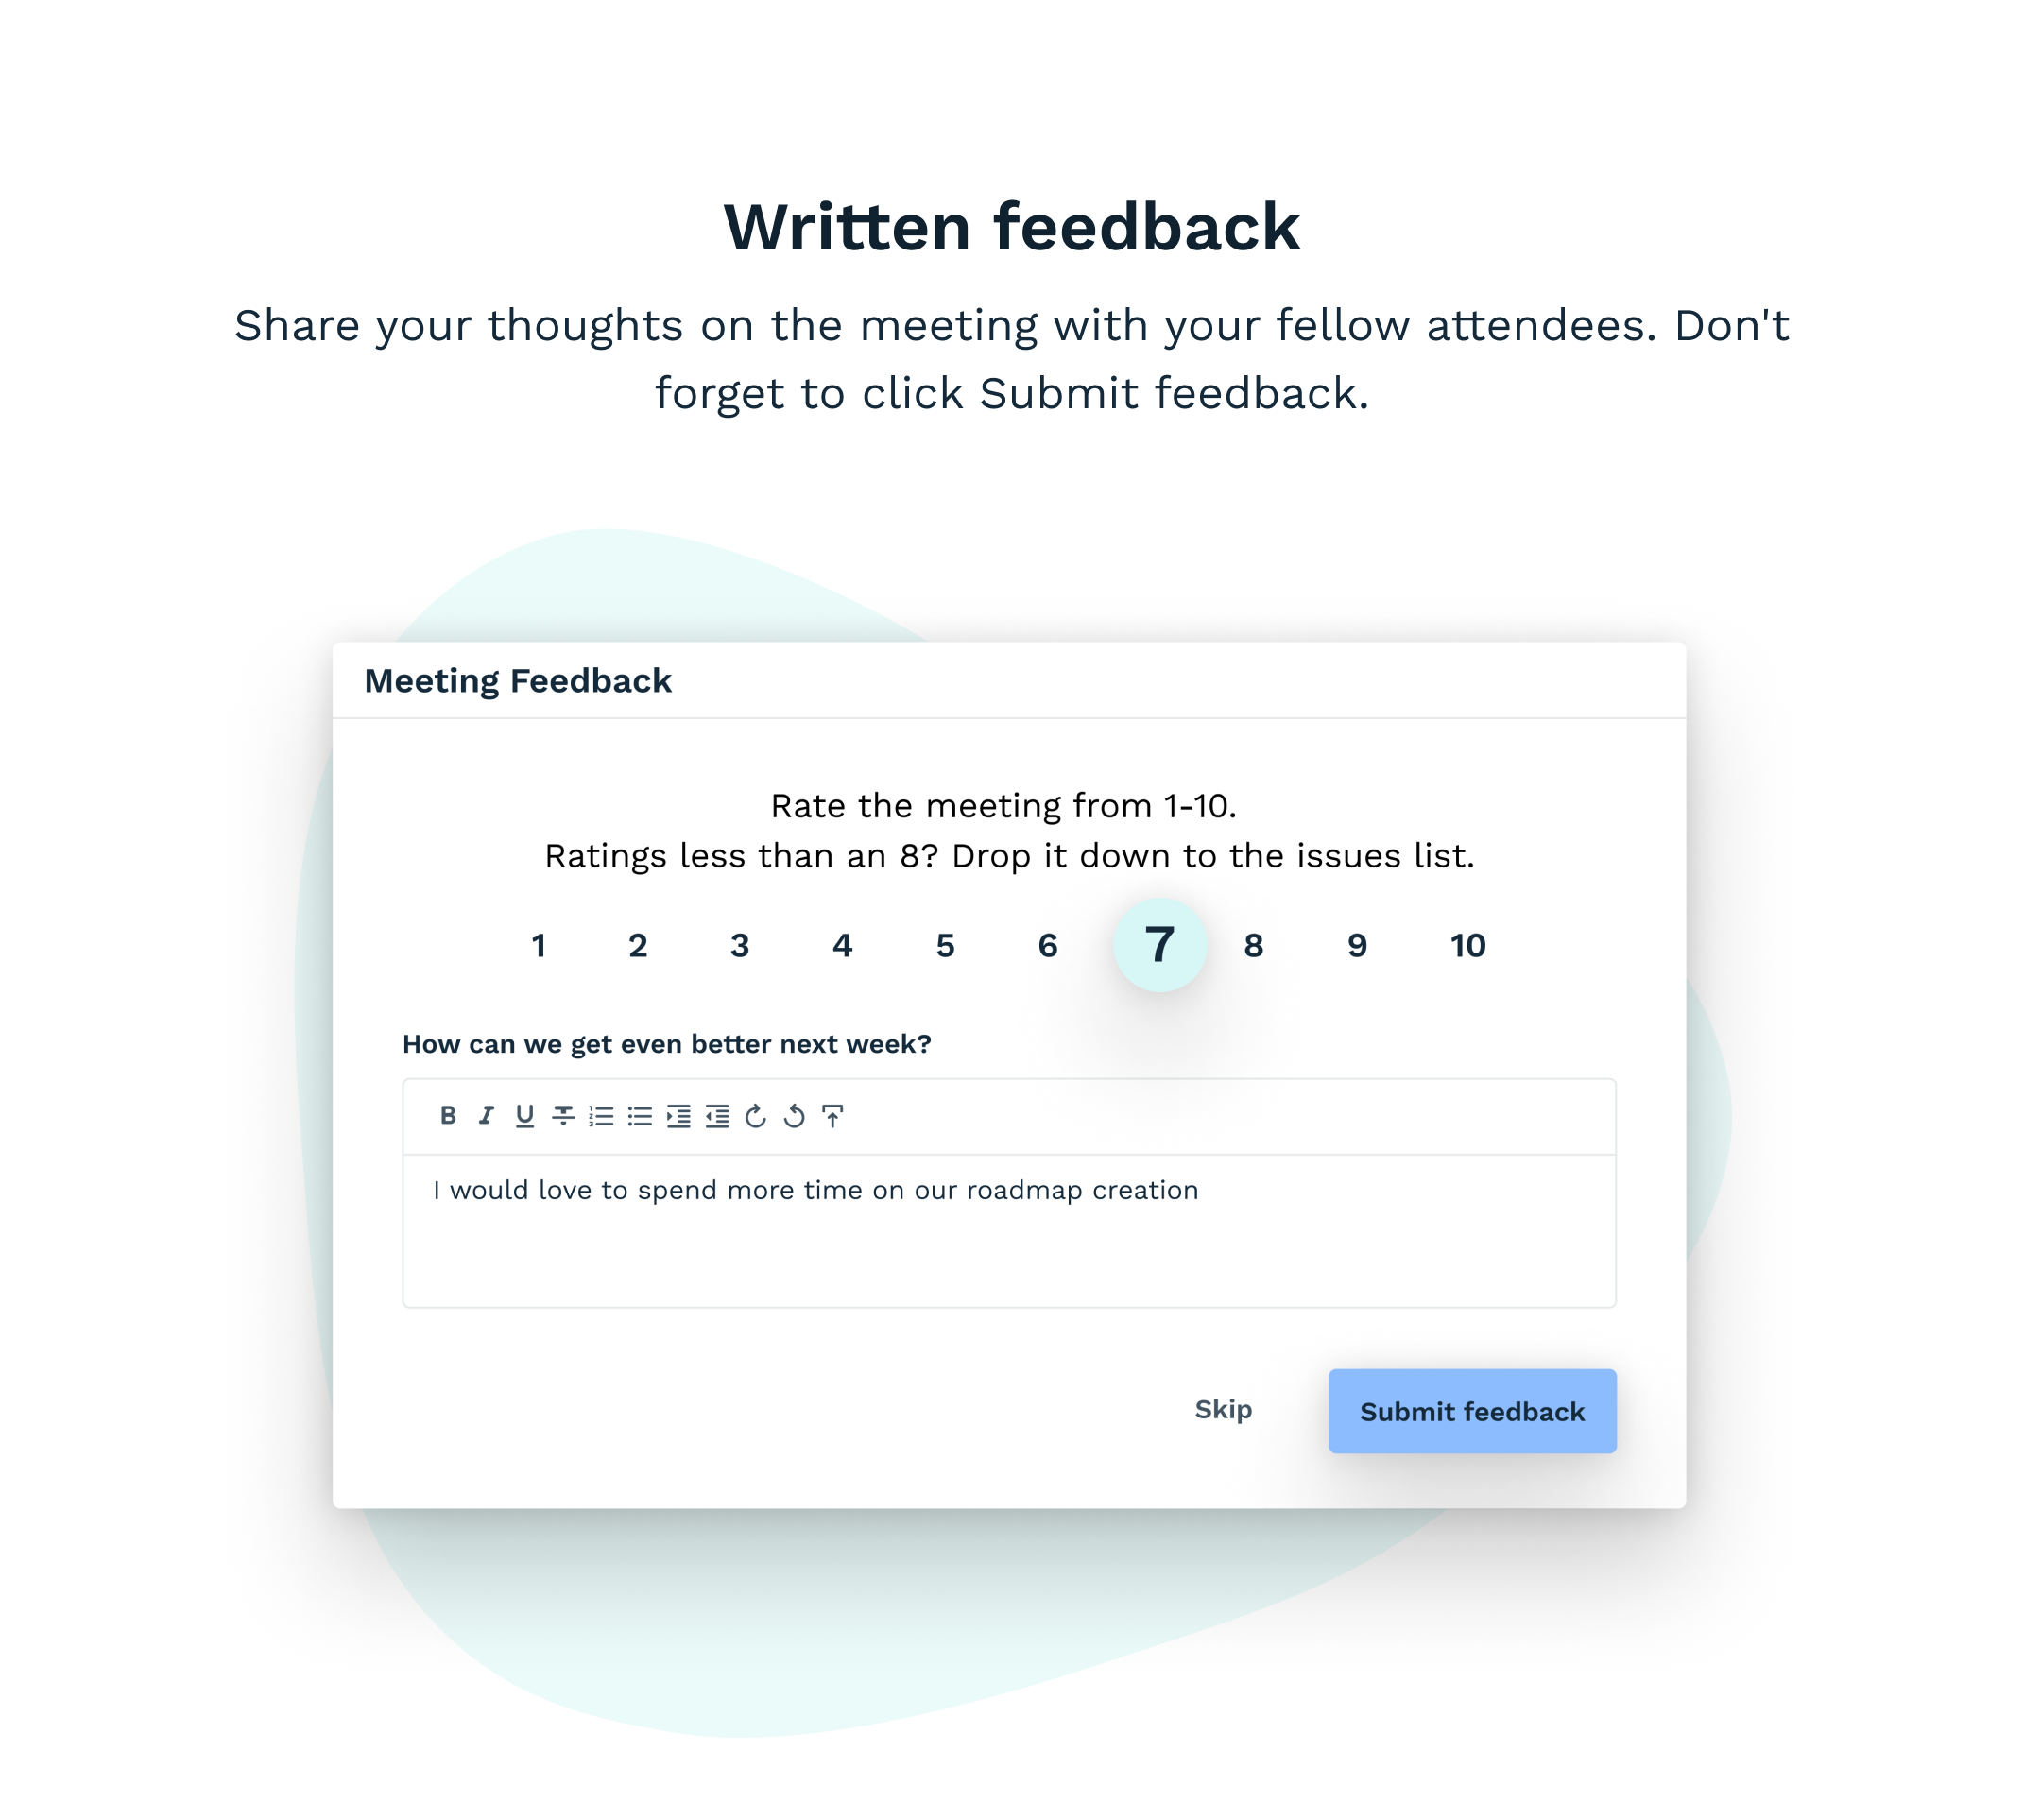 Written feedback
Share your thoughts on the meeting with your fellow attendees. Don't
forget to click Submit feedback.
Meeting Feedback
Rate the meeting from 1-10.
Ratings less than an 8? Drop it down to the issues list.
1 2 3 4 5 6 7 8 9 10
How can we get even better next week?
I would love to spend more time on our roadmap creation
Skip Submit feedback